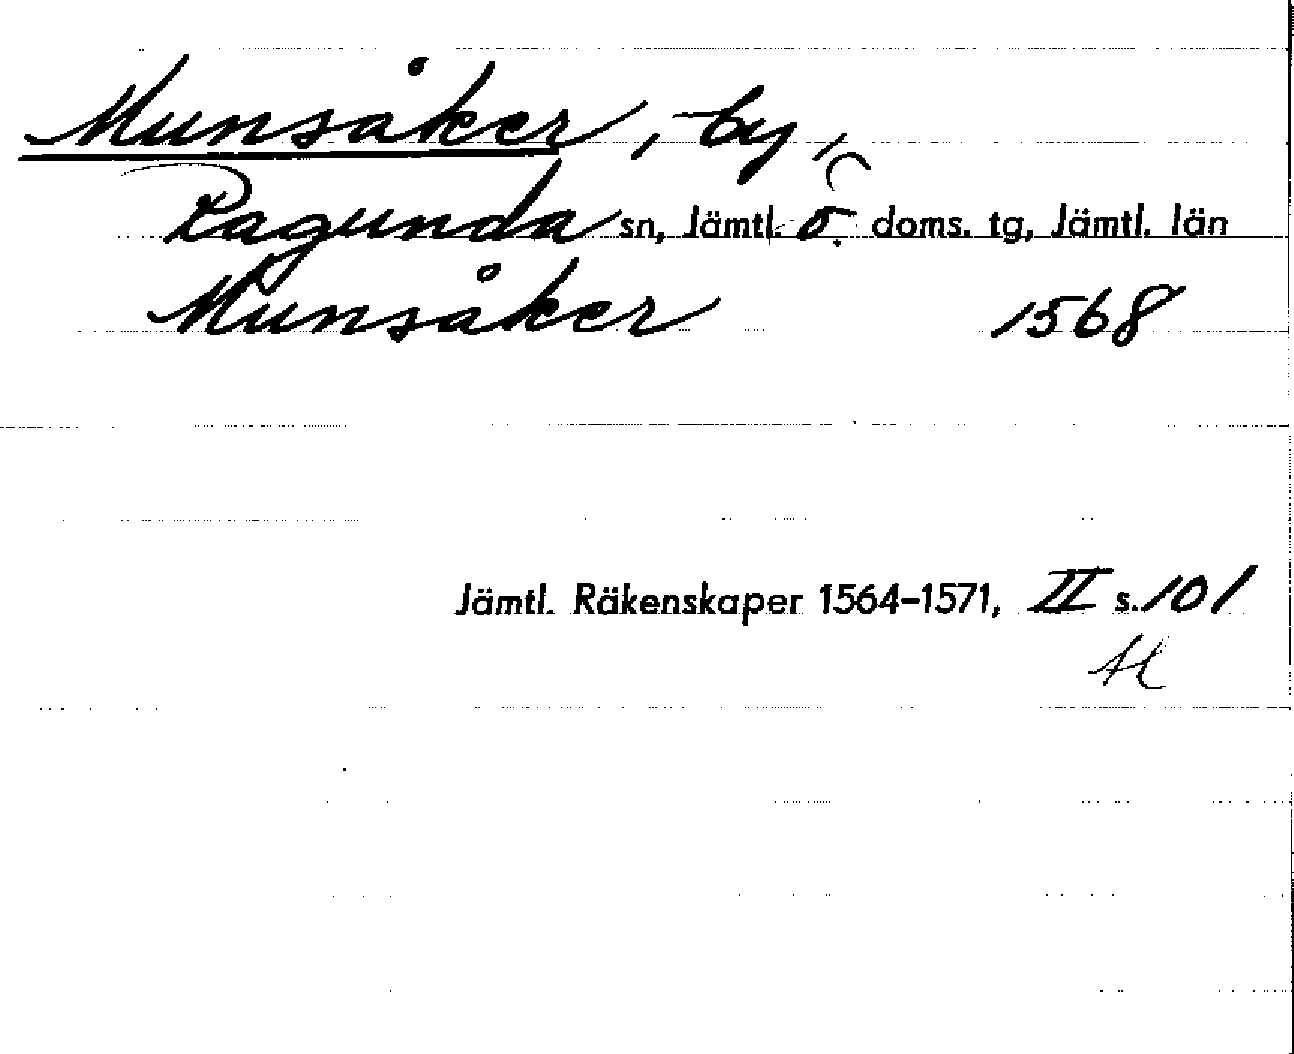 Munsåker, by,
Ragunda sn, Jämtl. ö. doms. tg, Jämtl. län
Munsåker 1568
Jämtl. Räkenskaper 1564-1571, II s. 101